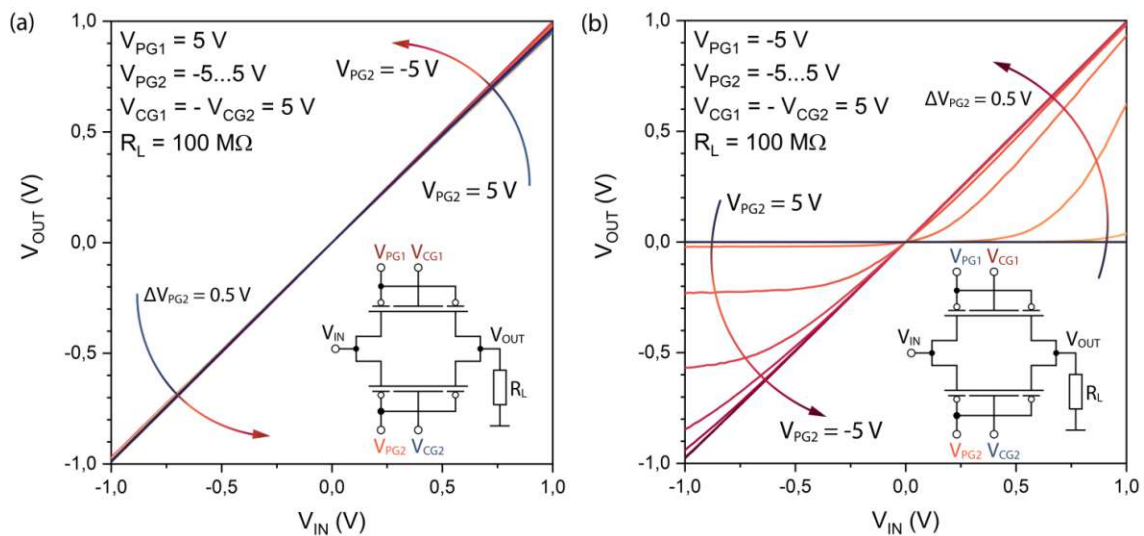 (a)
V_PG1 = 5 V
V_PG2 = -5...5 V
V_CG1 = - V_CG2 = 5 V
R_L = 100 MΩ
V_PG2 = -5 V
V_PG2 = 5 V
ΔV_PG2 = 0.5 V
V_PG1 V_CG1
V_IN
V_OUT
R_L
V_PG2 V_CG2
1,0
0,5
0,0
-0,5
-1,0
V_OUT (V)
-1,0 -0,5 0,0 0,5 1,0
V_IN (V)
(b)
V_PG1 = -5 V
V_PG2 = -5...5 V
V_CG1 = - V_CG2 = 5 V
R_L = 100 MΩ
ΔV_PG2 = 0.5 V
V_PG2 = 5 V
V_PG2 = -5 V
V_PG1 V_CG1
V_IN
V_OUT
R_L
V_PG2 V_CG2
1,0
0,5
0,0
-0,5
-1,0
V_OUT (V)
-1,0 -0,5 0,0 0,5 1,0
V_IN (V)